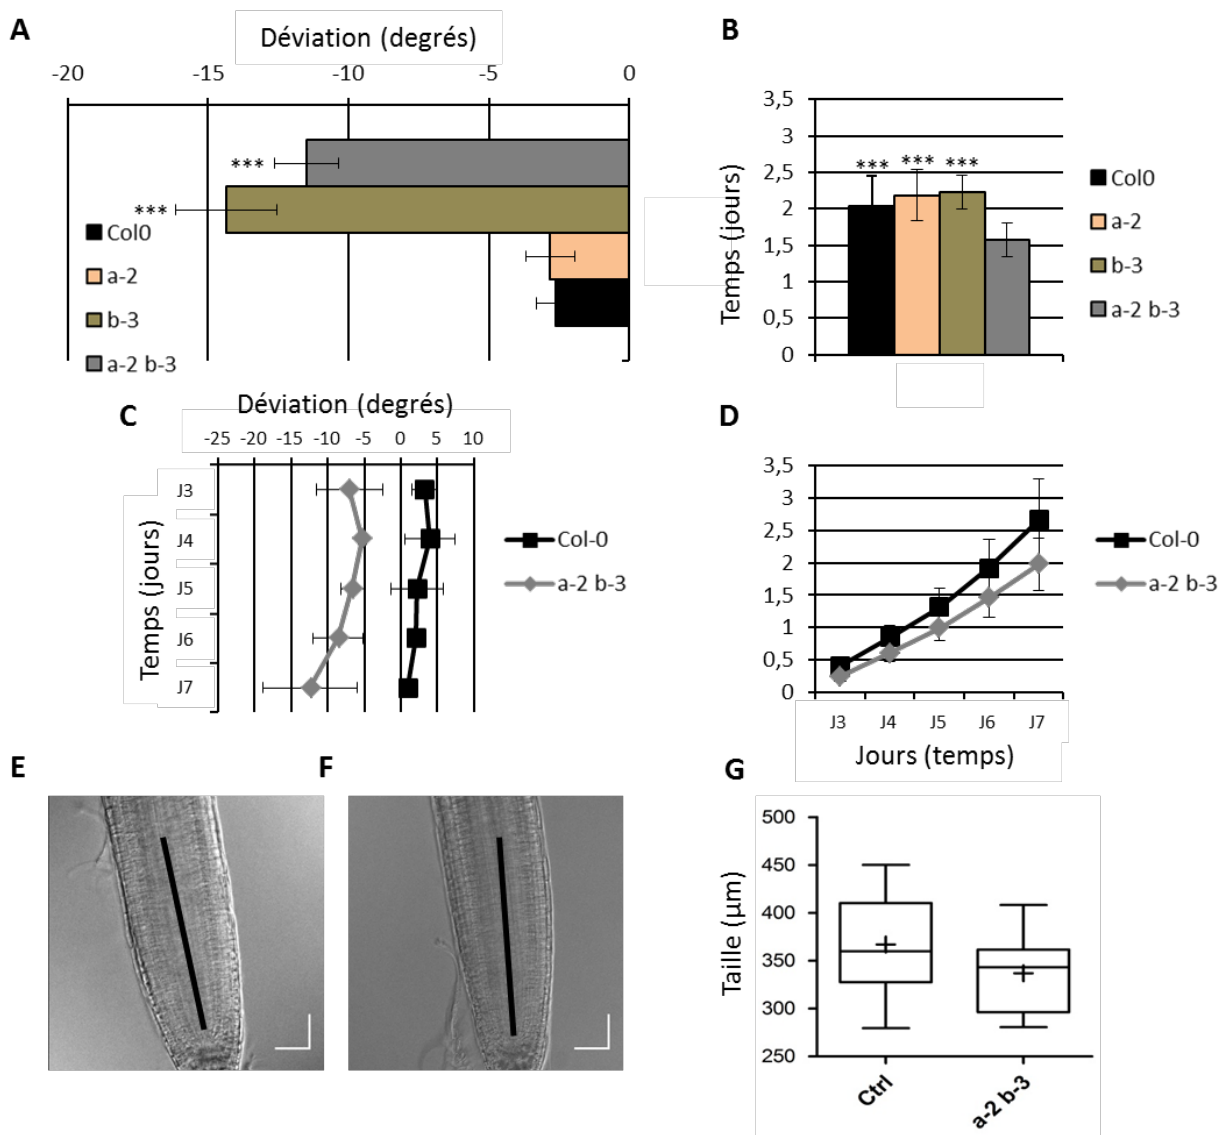 A
Déviation (degrés)
-20 -15 -10 -5 0
***
***
Col0
a-2
b-3
a-2 b-3
B
Temps (jours)
3,5
3
2,5
2
1,5
1
0,5
0
*** *** ***
Col0
a-2
b-3
a-2 b-3
C
Déviation (degrés)
-25 -20 -15 -10 -5 0 5 10
Temps (jours)
J3
J4
J5
J6
J7
Col-0
a-2 b-3
D
3,5
3
2,5
2
1,5
1
0,5
0
J3 J4 J5 J6 J7
Jours (temps)
Col-0
a-2 b-3
E
F
G
Taille (µm)
500
450
400
350
300
250
Ctrl
a-2 b-3